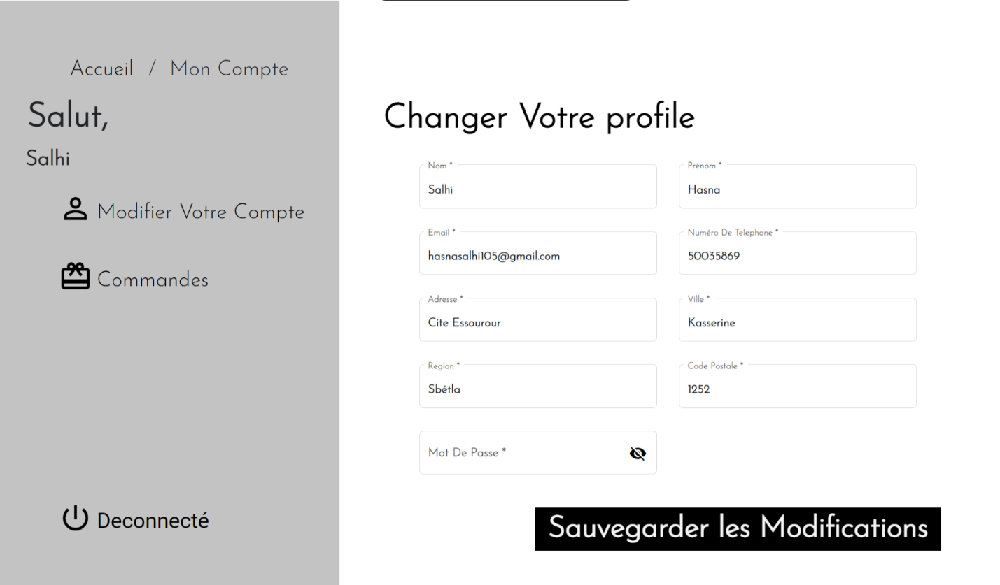 Accueil / Mon Compte
Salut,
Salhi
Modifier Votre Compte
Commandes
Deconnecté
Changer Votre profile
Nom *
Salhi
Prénom *
Hasna
Email *
hasnasalhi105@gmail.com
Numéro De Telephone *
50035869
Adresse *
Cite Essourour
Ville *
Kasserine
Region *
Sbétla
Code Postale *
1252
Mot De Passe *
Sauvegarder les Modifications